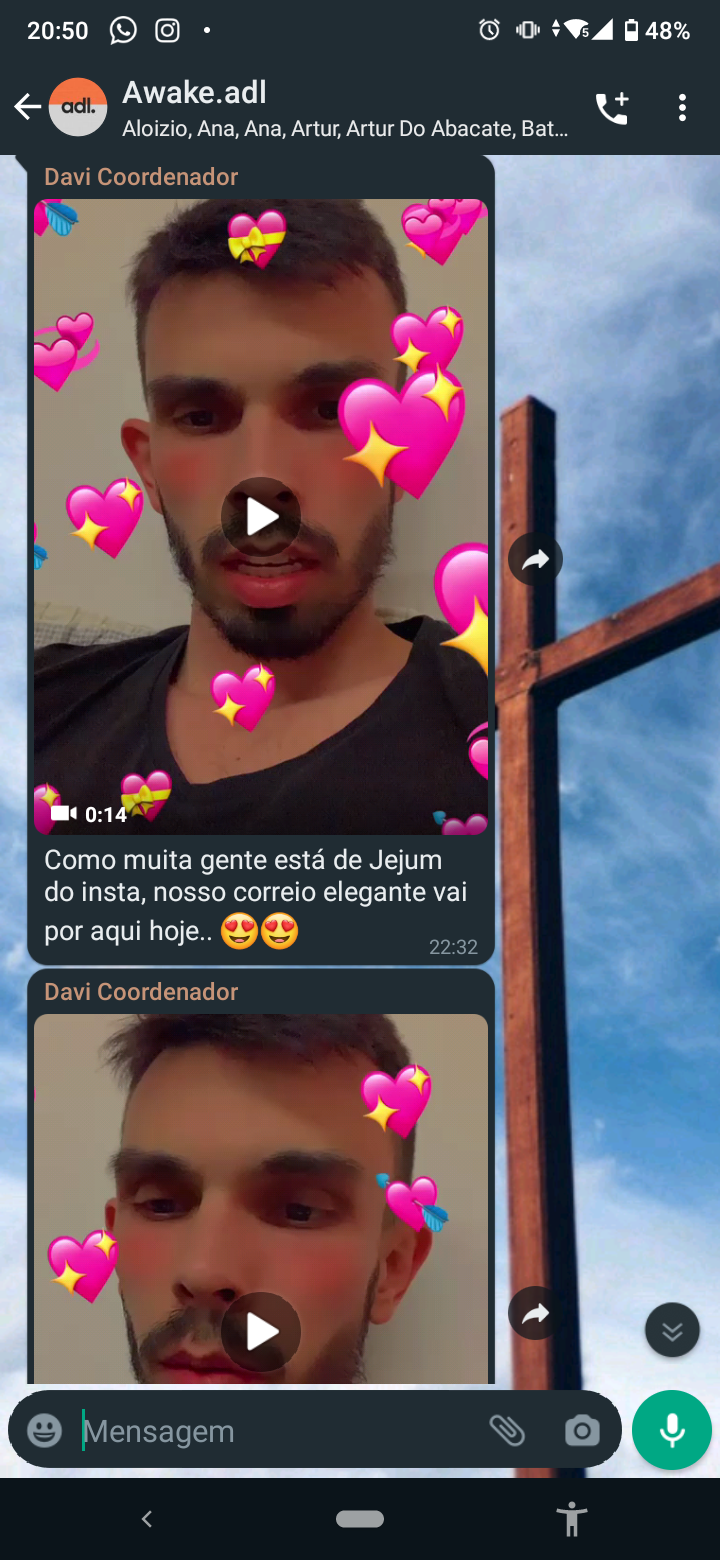 20:50
48%
adl.
Awake.adl
Aloizio, Ana, Ana, Artur, Artur Do Abacate, Bat...
Davi Coordenador
0:14
Como muita gente está de Jejum
do insta, nosso correio elegante vai
por aqui hoje.. 😍😍
22:32
Davi Coordenador
Mensagem